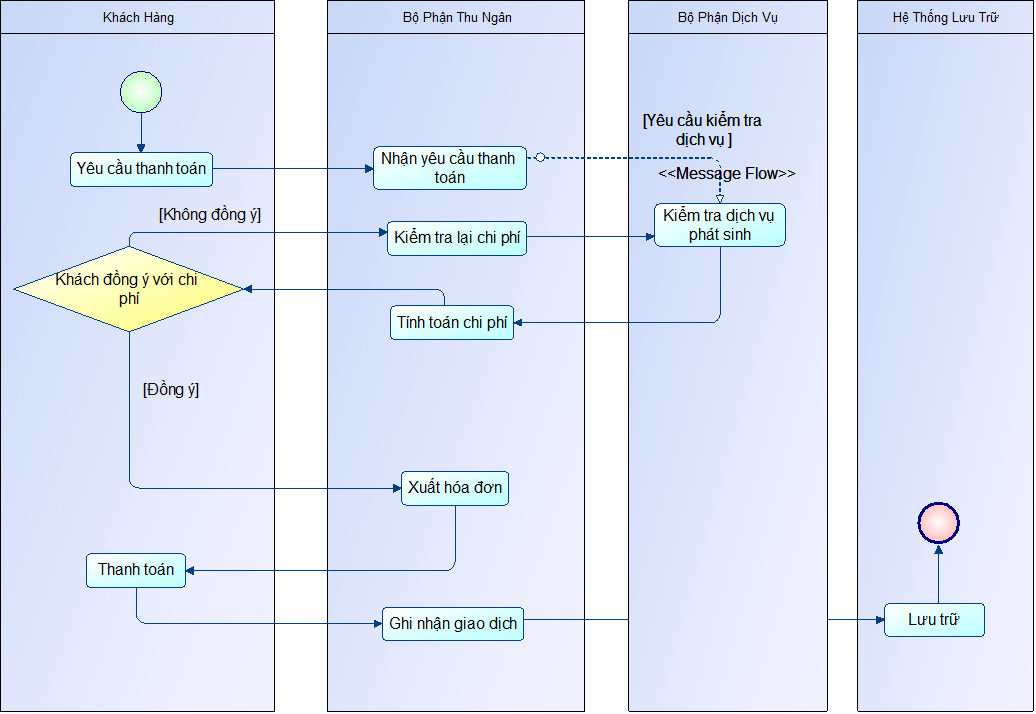 Khách Hàng
Bộ Phận Thu Ngân
Bộ Phận Dịch Vụ
Hệ Thống Lưu Trữ
[Yêu cầu kiểm tra
dịch vụ ]
Yêu cầu thanh toán
Nhận yêu cầu thanh
toán
<<Message Flow>>
[Không đồng ý]
Kiểm tra lại chi phí
Kiểm tra dịch vụ
phát sinh
Khách đồng ý với chi
phí
Tính toán chi phí
[Đồng ý]
Xuất hóa đơn
Thanh toán
Ghi nhận giao dịch
Lưu trữ